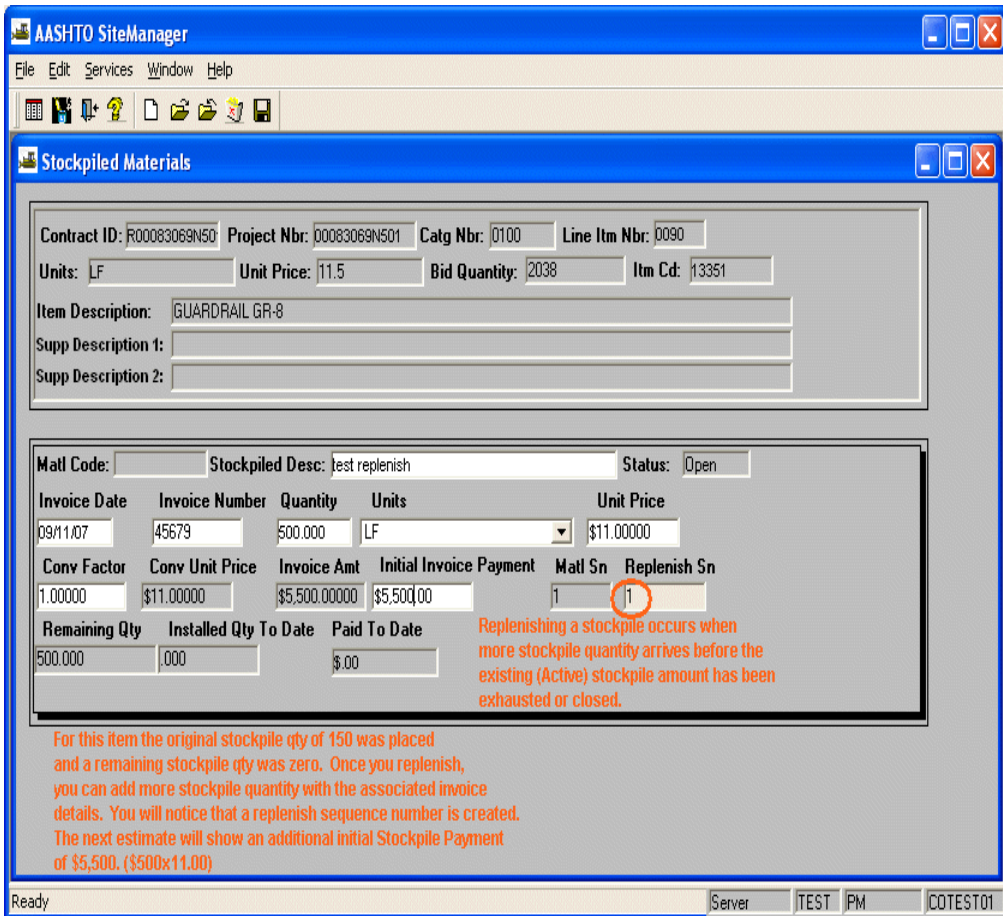 AASHTO SiteManager
File Edit Services Window Help
Stockpiled Materials
Contract ID: R00083069N50 Project Nbr: 00083069N501 Catg Nbr: 0100 Line Itm Nbr: 0090
Units: LF Unit Price: 11.5 Bid Quantity: 2038 Itm Cd: 13351
Item Description: GUARDRAIL GR-8
Supp Description 1:
Supp Description 2:
Matl Code: Stockpiled Desc: test replenish Status: Open
Invoice Date Invoice Number Quantity Units Unit Price
09/11/07 45679 500.000 LF $11.00000
Conv Factor Conv Unit Price Invoice Amt Initial Invoice Payment Matl Sn Replenish Sn
1.00000 $11.00000 $5,500.00000 $5,500.00 1 1
Remaining Qty Installed Qty To Date Paid To Date
500.000 .000 $.00
Replenishing a stockpile occurs when
more stockpile quantity arrives before the
existing (Active) stockpile amount has been
exhausted or closed.
For this item the original stockpile qty of 150 was placed
and a remaining stockpile qty was zero. Once you replenish,
you can add more stockpile quantity with the associated invoice
details. You will notice that a replenish sequence number is created.
The next estimate will show an additional initial Stockpile Payment
of $5,500. ($500x11.00)
Ready Server TEST PM COTEST01